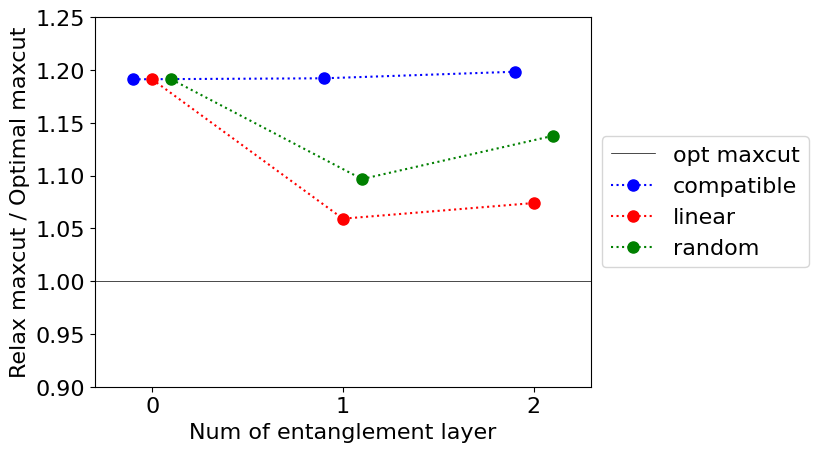 Relax maxcut / Optimal maxcut
1.25
1.20
1.15
1.10
1.05
1.00
0.95
0.90
0
1
2
Num of entanglement layer
opt maxcut
compatible
linear
random